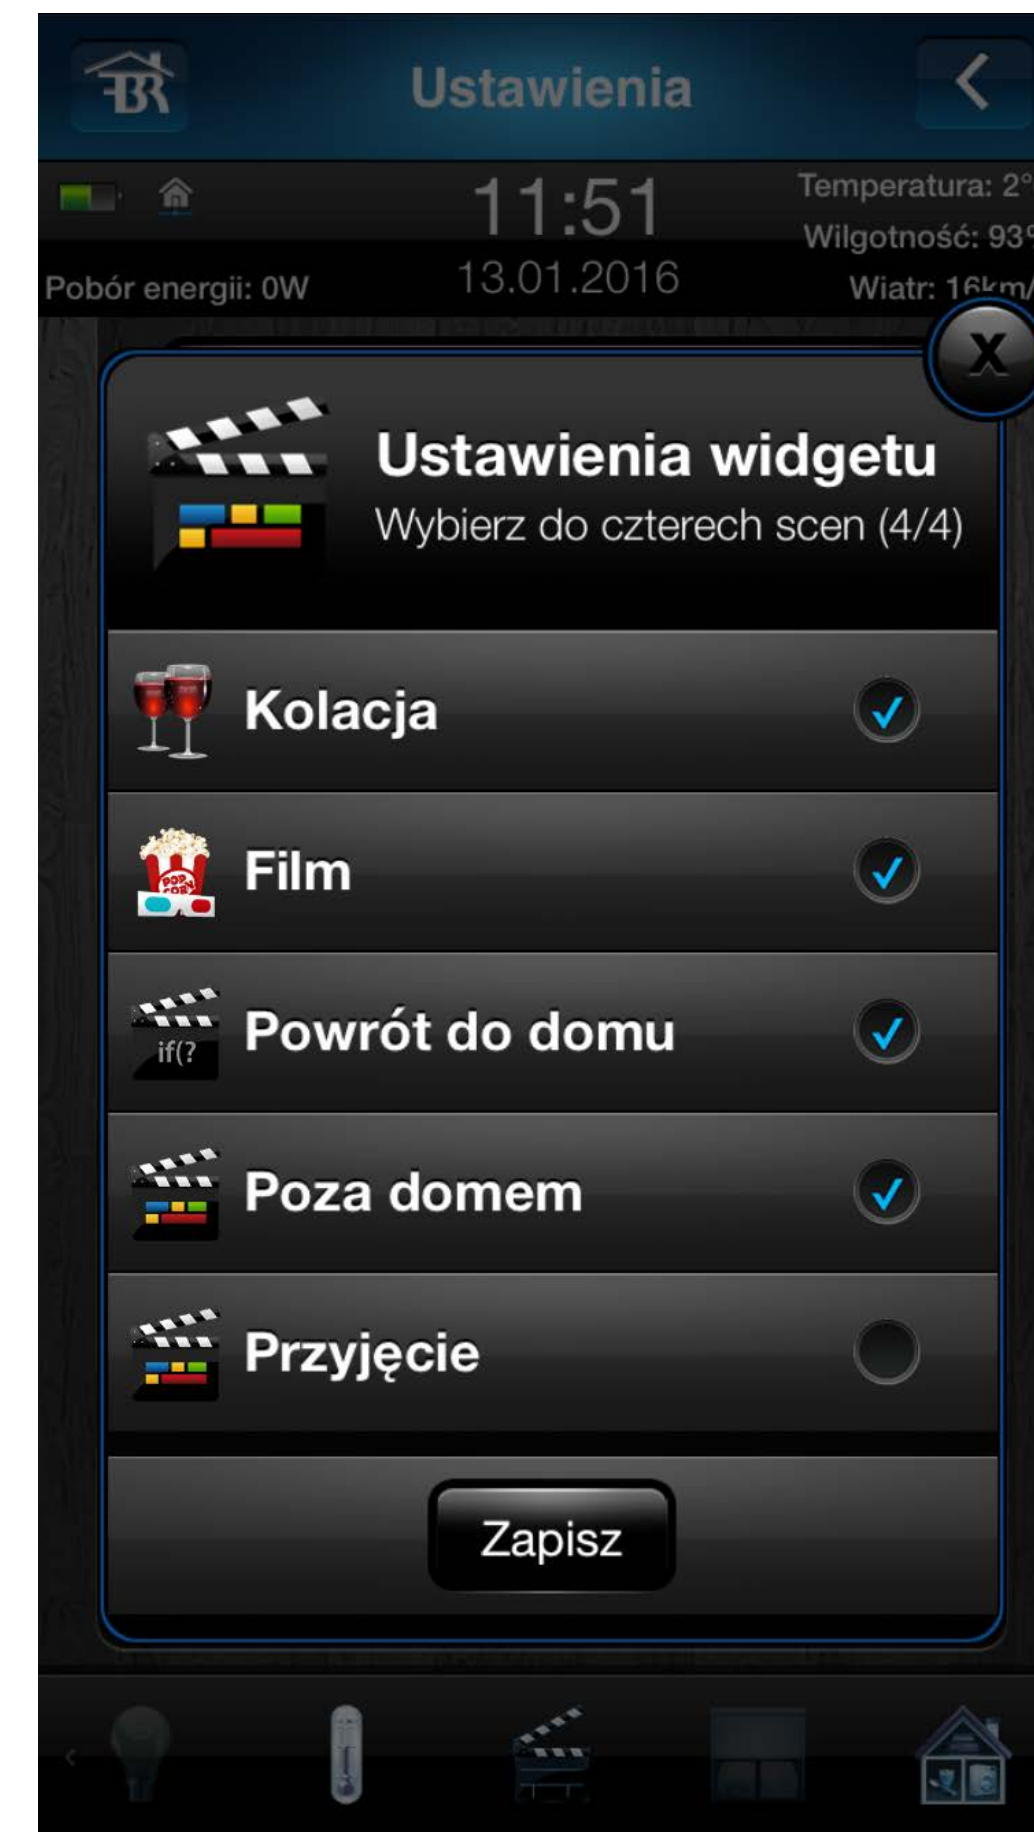 Ustawienia
11:51
Temperatura: 2°
Wilgotność: 93
Pobór energii: 0W
13.01.2016
Wiatr: 16km/
X
Ustawienia widgetu
Wybierz do czterech scen (4/4)
Kolacja
POP
Film
if(?
Powrót do domu
Poza domem
Przyjęcie
Zapisz